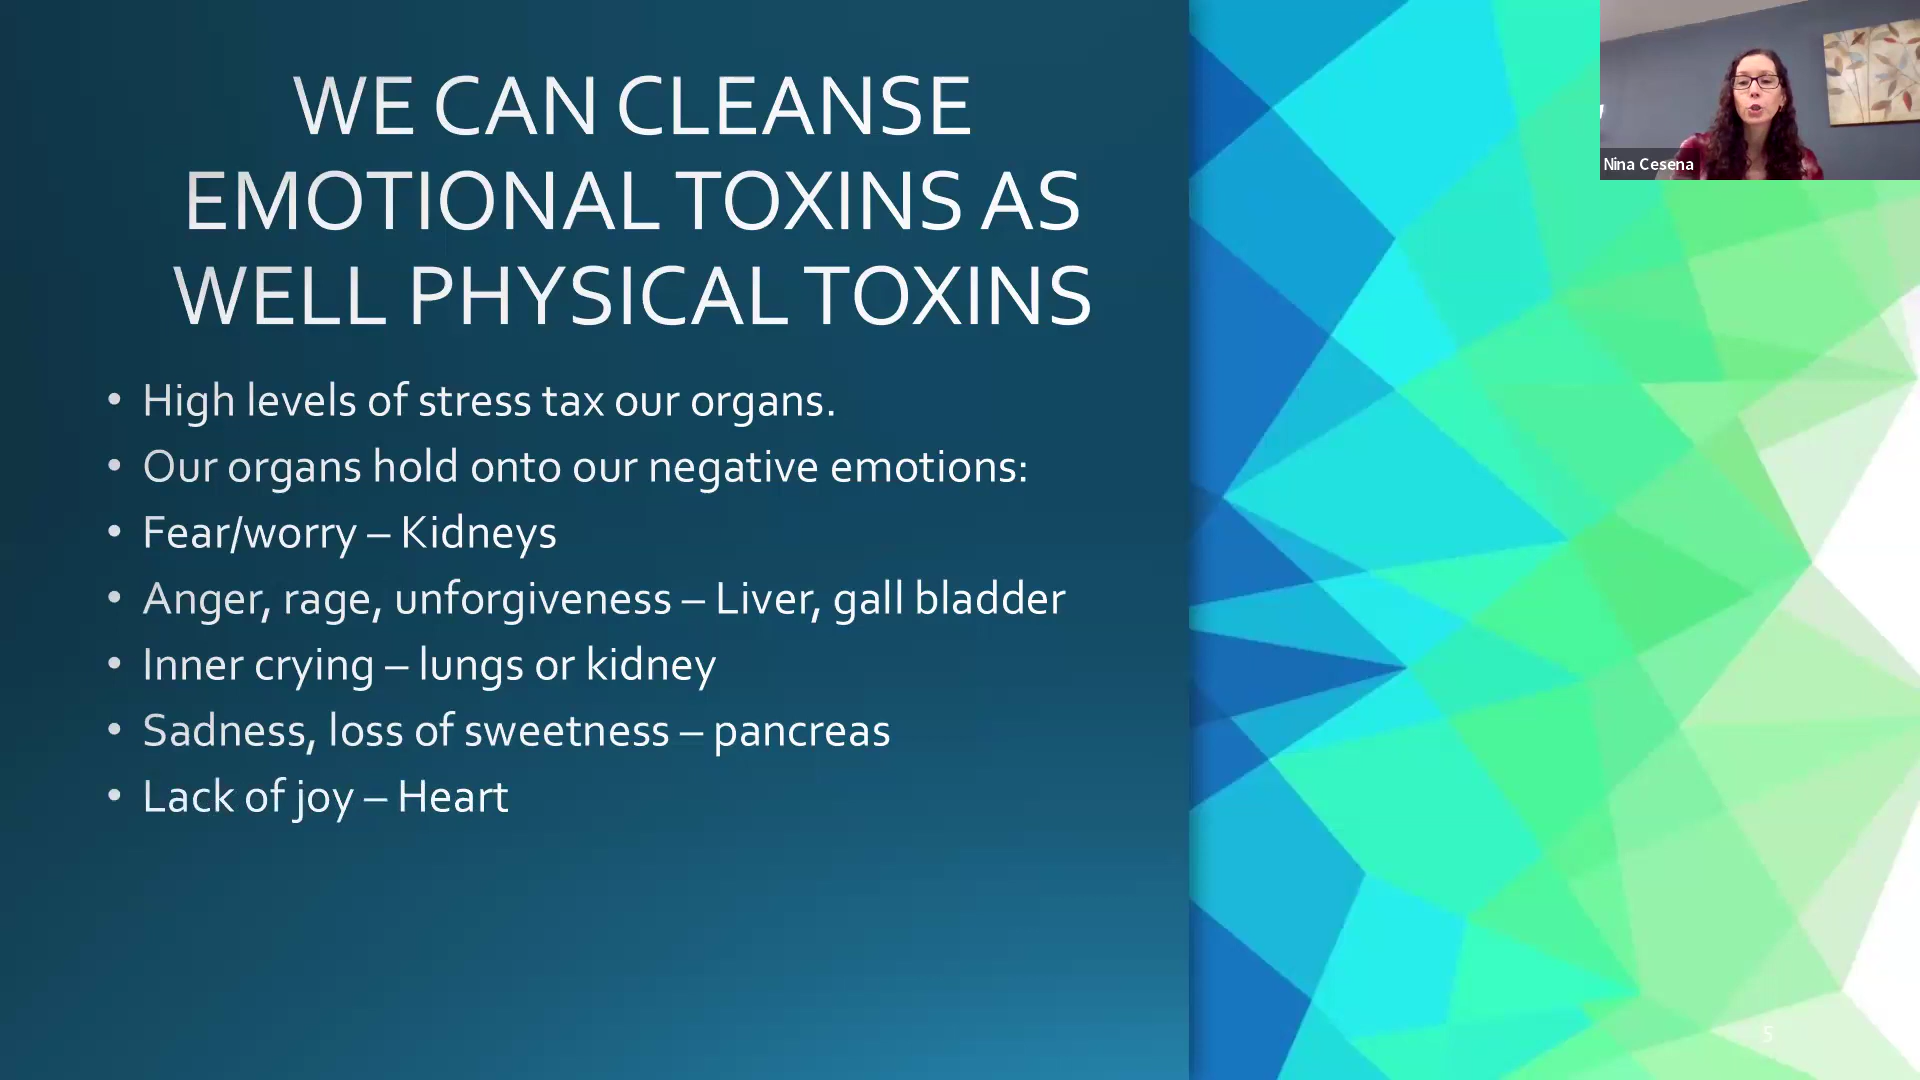 WE CAN CLEANSE
EMOTIONAL TOXINS AS
WELL PHYSICAL TOXINS
• High levels of stress tax our organs.
• Our organs hold onto our negative emotions:
• Fear/worry – Kidneys
• Anger, rage, unforgiveness – Liver, gall bladder
• Inner crying – lungs or kidney
• Sadness, loss of sweetness – pancreas
• Lack of joy – Heart
Nina Cesena
5